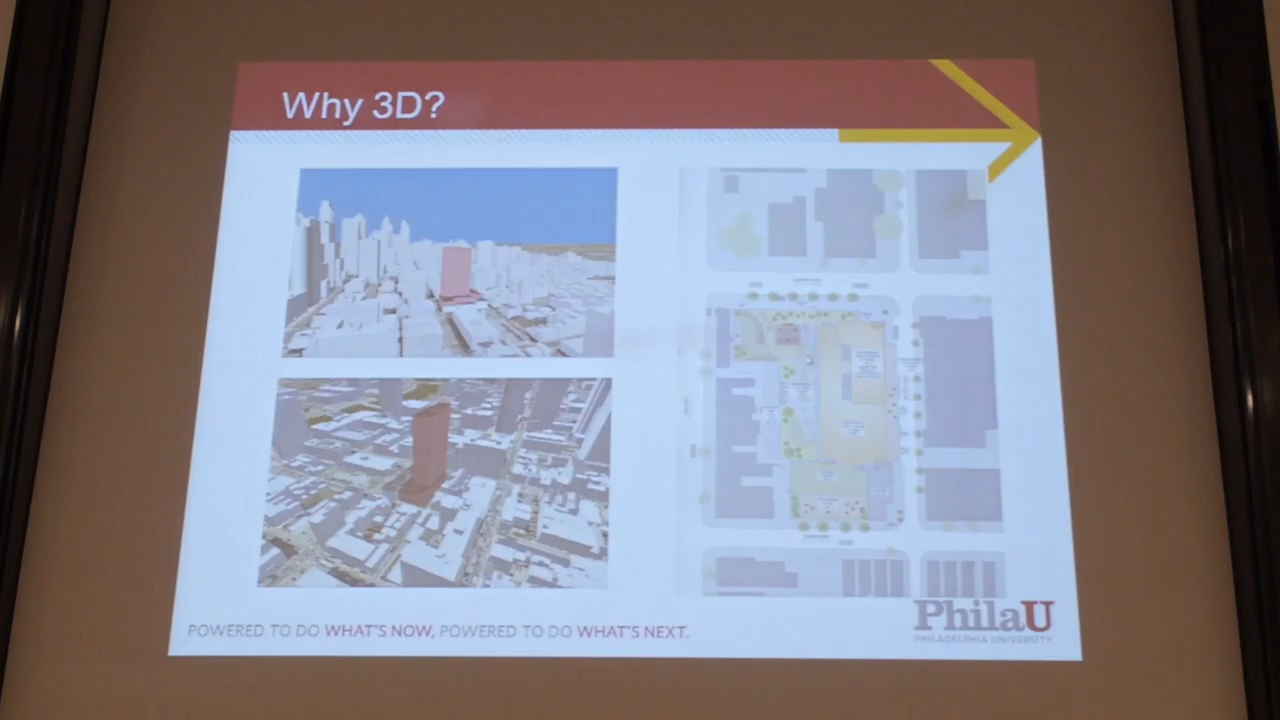 Why 3D?
POWERED TO DO WHAT'S NOW, POWERED TO DO WHAT'S NEXT.
PhilaU
PHILADELPHIA UNIVERSITY